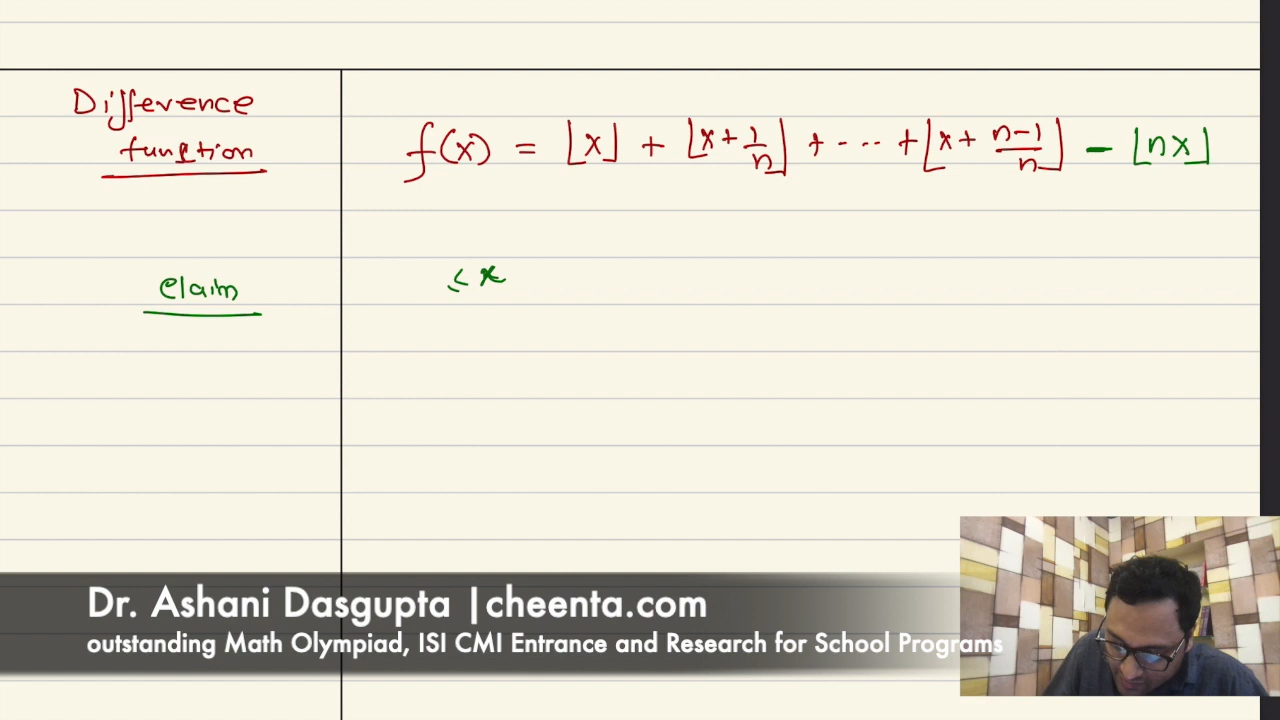 Difference
function
f(x) = ⌊x⌋ + ⌊x + 1/n⌋ + --- + ⌊x + n-1/n⌋ - ⌊nx⌋
claim
≤ x
Dr. Ashani Dasgupta |cheenta.com
outstanding Math Olympiad, ISI CMI Entrance and Research for School Programs